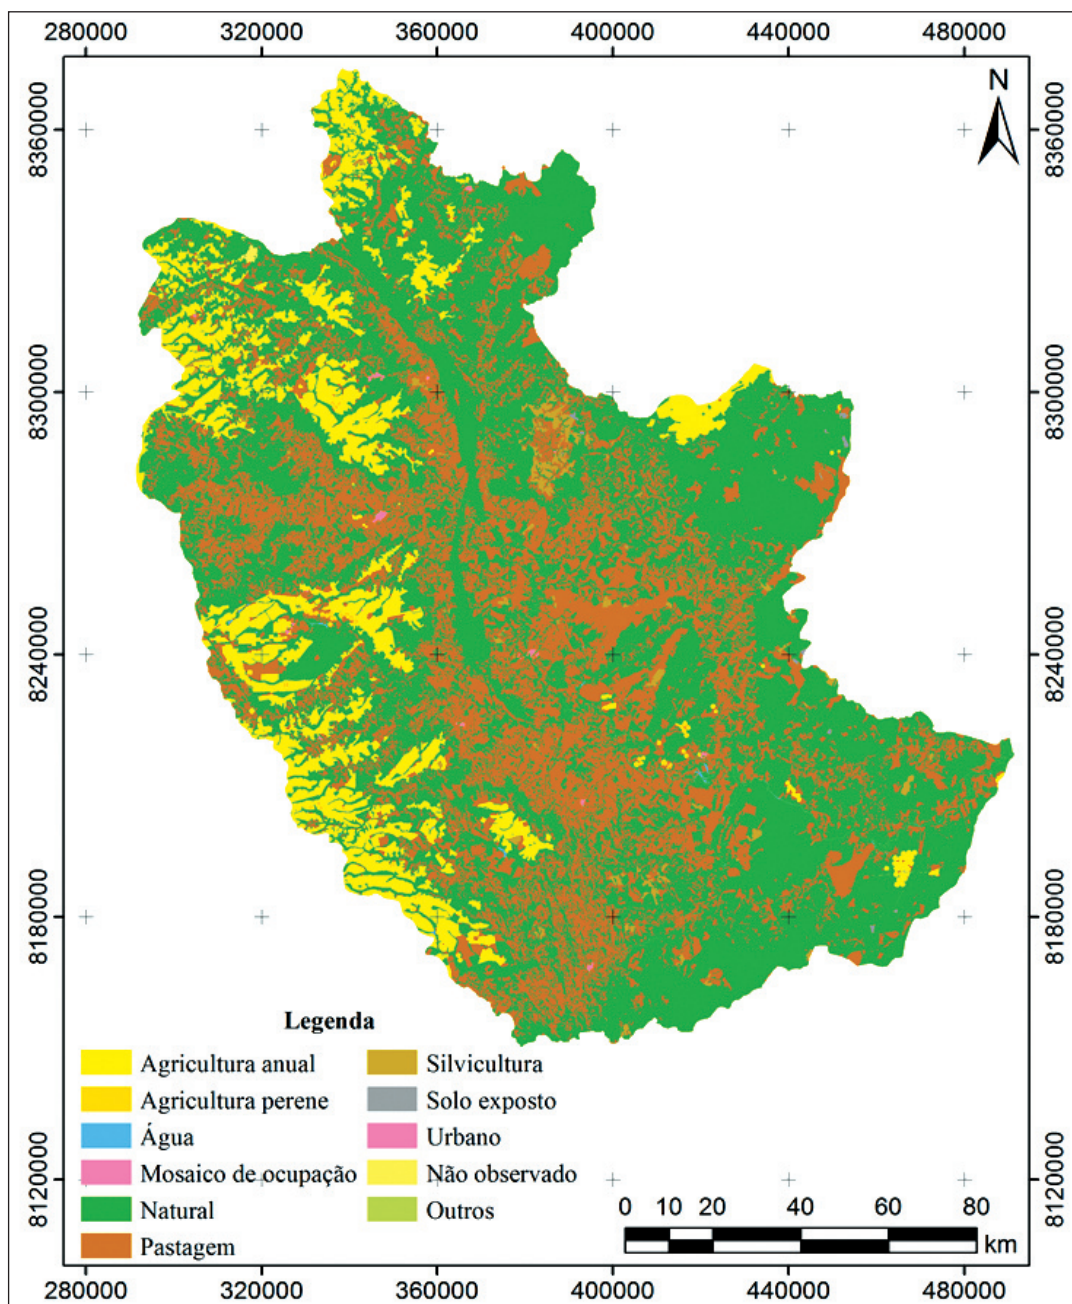 280000 320000 360000 400000 440000 480000
N
8360000 8360000
8300000 8300000
8240000 8240000
8180000 8180000
8120000 8120000
Legenda
Agricultura anual
Agricultura perene
Água
Mosaico de ocupação
Natural
Pastagem
Silvicultura
Solo exposto
Urbano
Não observado
Outros
0 10 20 40 60 80
km
280000 320000 360000 400000 440000 480000